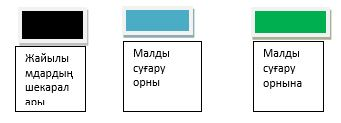 Жайылы
мдардың
шекарал
ары
Малды
суғару
орны
Малды
суғару
орнына